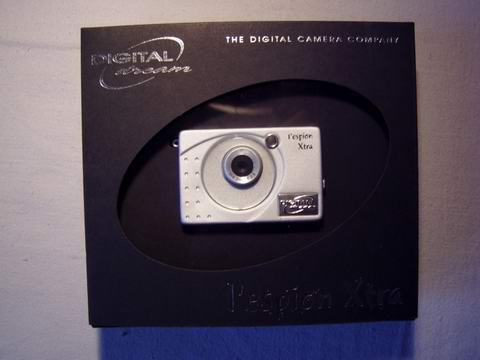 DIGITAL
dream
THE DIGITAL CAMERA COMPANY
l'espion
Xtra
l'espion Xtra